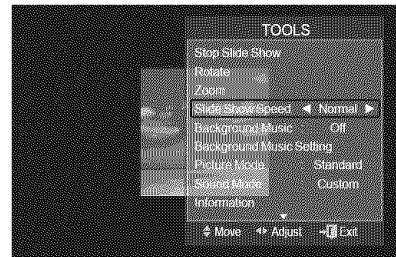 TOOLS
Stop Slide Show
Rotate
Zoom
Slide Show Speed ◀ Normal ▶
Background Music Off
Background Music Setting
Picture Mode Standard
Sound Mode Custom
Information
Move Adjust Exit